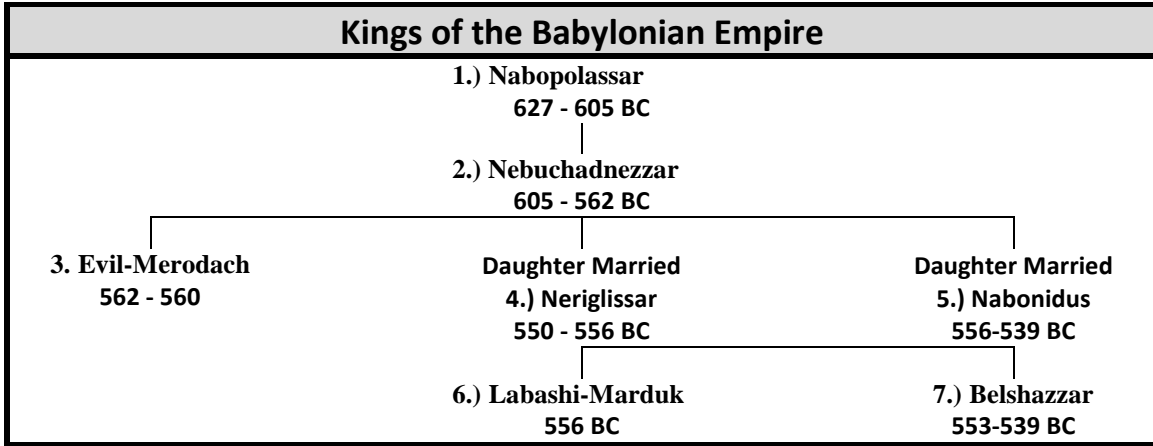 Kings of the Babylonian Empire
1.) Nabopolassar
627 - 605 BC
2.) Nebuchadnezzar
605 - 562 BC
3. Evil-Merodach
562 - 560
Daughter Married
4.) Neriglissar
550 - 556 BC
Daughter Married
5.) Nabonidus
556-539 BC
6.) Labashi-Marduk
556 BC
7.) Belshazzar
553-539 BC